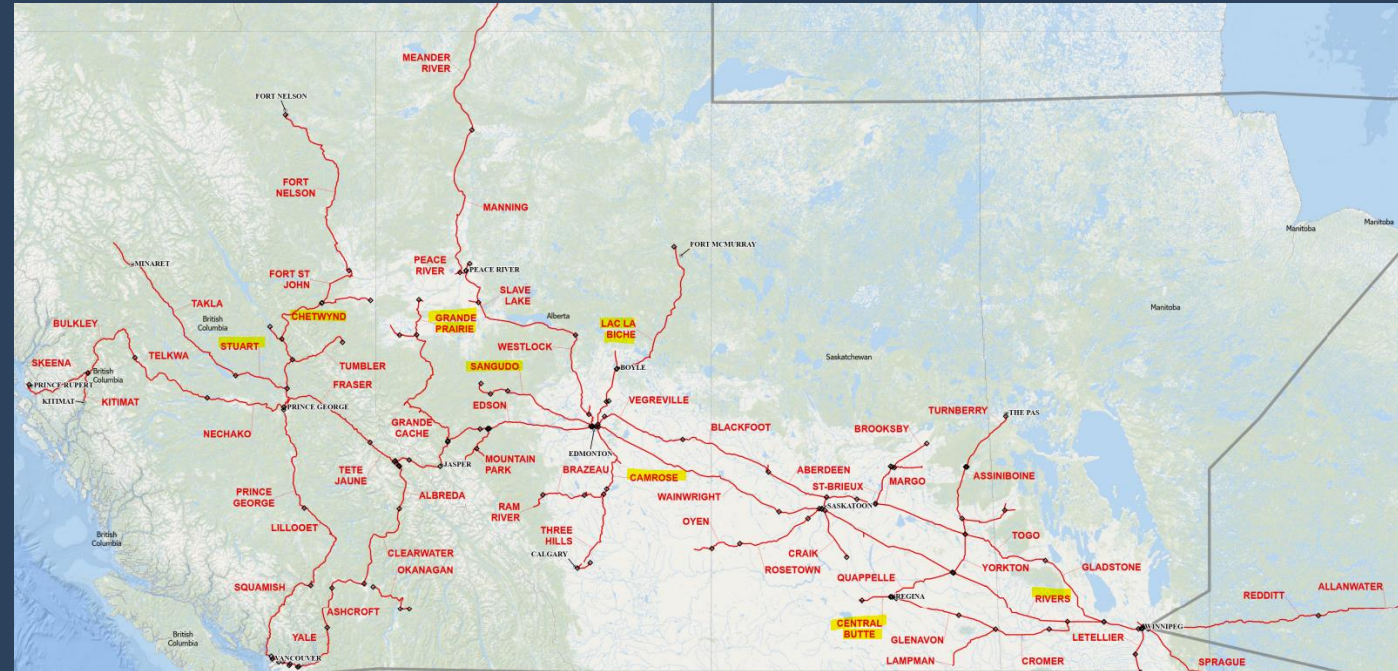 MEANDER
RIVER
FORT NELSON
FORT
NELSON
MANNING
Manitoba
Manitoba
FORT MCMURRAY
MINARET
PEACE
RIVER
PEACE RIVER
FORT ST
JOHN
SLAVE
LAKE
TAKLA
British
Columbia
CHETWYND
GRANDE
PRAIRIE
Alberta
LAC LA
BICHE
Manitoba
BULKLEY
TELKWA
STUART
WESTLOCK
Saskatchewan
SKEENA
British
Columbia
TUMBLER
SANGUDO
BOYLE
PRINCE RUPERT
KITIMAT
KITIMAT
FRASER
PRINCE GEORGE
EDSON
VEGREVILLE
TURNBERRY
THE PAS
NECHAKO
GRANDE
CACHE
BLACKFOOT
BROOKSBY
EDMONTON
JASPER
MOUNTAIN
PARK
BRAZEAU
CAMROSE
TETE
JAUNE
ABERDEEN
ST-BRIEUX
MARGO
ASSINIBOINE
PRINCE
GEORGE
ALBREDA
WAINWRIGHT
SASKATOON
RAM
RIVER
OYEN
LILLOOET
British
Columbia
THREE
HILLS
TOGO
CLEARWATER
OKANAGAN
CALGARY
CRAIK
ROSETOWN
QUAPPELLE
YORKTON
GLADSTONE
SQUAMISH
ASHCROFT
REGINA
RIVERS
REDDITT
ALLANWATER
British
Columbia
YALE
CENTRAL
BUTTE
GLENAVON
LETELLIER
WINNIPEG
VANCOUVER
LAMPMAN
CROMER
SPRAGUE